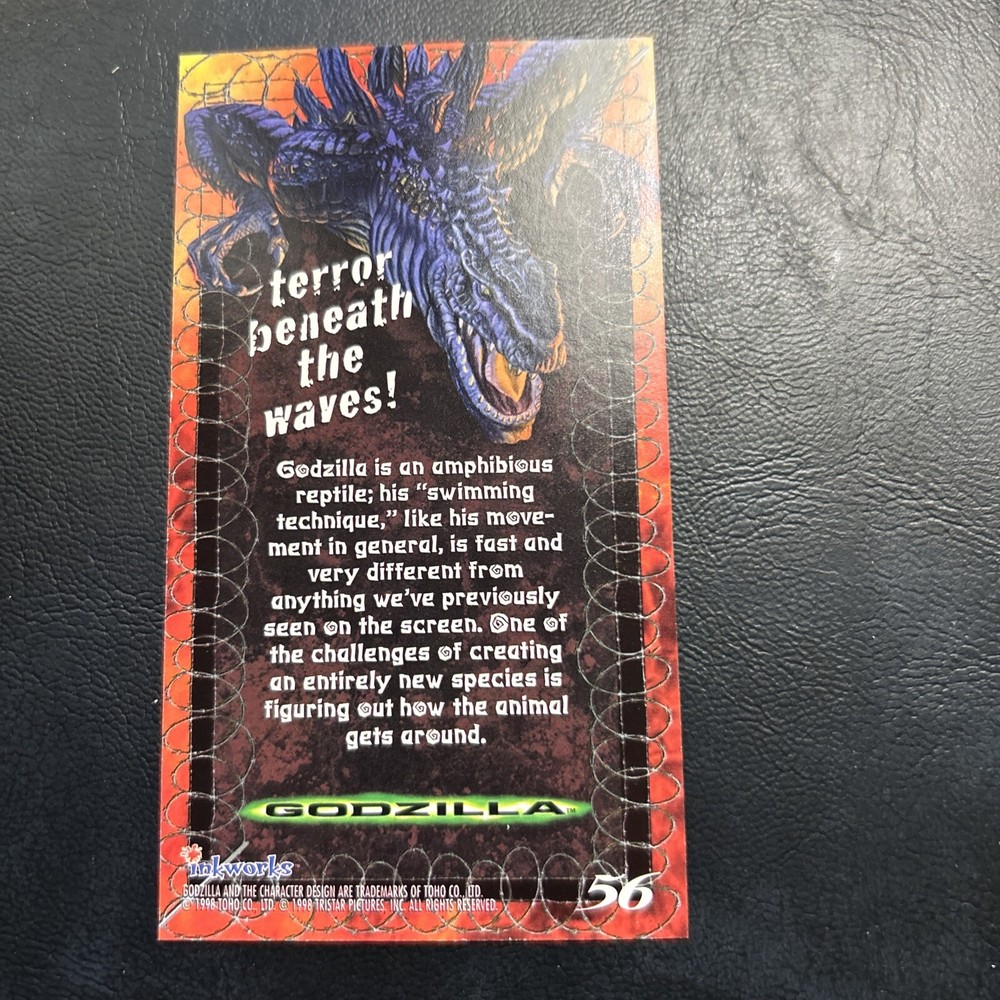 terror
beneath
the
waves!
Godzilla is an amphibious
reptile; his “swimming
technique,” like his move-
ment in general, is fast and
very different from
anything we've previously
seen on the screen. One of
the challenges of creating
an entirely new species is
figuring out how the animal
gets around.
GODZILLA™
inkworks™
GODZILLA AND THE CHARACTER DESIGN ARE TRADEMARKS OF TOHO CO., LTD.
© 1998 TOHO CO., LTD. © 1998 TRISTAR PICTURES, INC. ALL RIGHTS RESERVED.
56